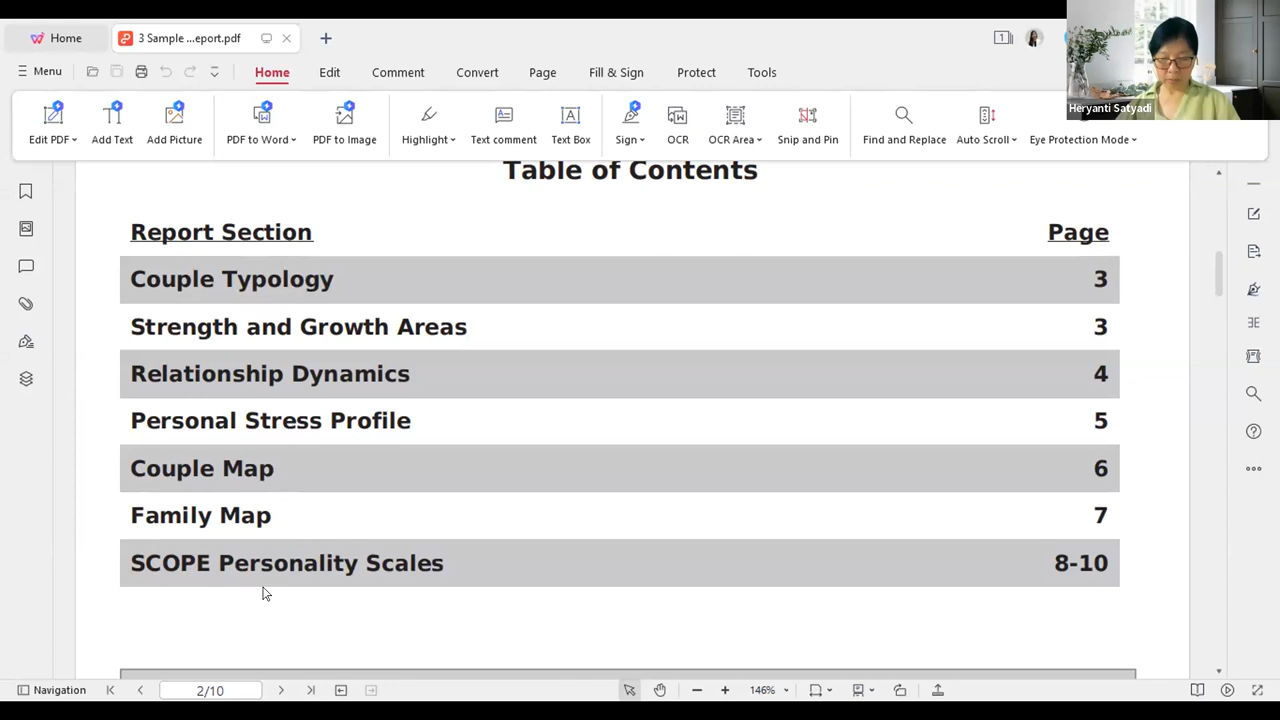 Home
3 Sample ...eport.pdf
Menu
Home Edit Comment Convert Page Fill & Sign Protect Tools
Edit PDF Add Text Add Picture PDF to Word PDF to Image Highlight Text comment Text Box Sign OCR OCR Area Snip and Pin Find and Replace Auto Scroll Eye Protection Mode
Heryanti Satyadi
Table of Contents
Report Section Page
Couple Typology 3
Strength and Growth Areas 3
Relationship Dynamics 4
Personal Stress Profile 5
Couple Map 6
Family Map 7
SCOPE Personality Scales 8-10
Navigation 2/10 146%